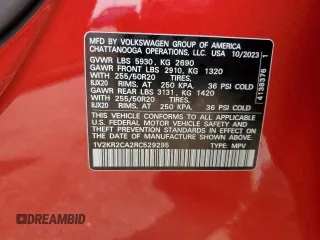 MFD BY VOLKSWAGEN GROUP OF AMERICA
CHATTANOOGA OPERATIONS, LLC. USA 10/2023
GVWR LBS 5930, KG 2690
GAWR FRONT LBS 2910, KG 1320
WITH 255/50R20 TIRES,
8JX20 RIMS, AT 250 KPA, 36 PSI COLD
GAWR REAR LBS 3131, KG 1420
WITH 255/50R20 TIRES,
8JX20 RIMS, AT 250 KPA, 36 PSI COLD
THIS VEHICLE CONFORMS TO ALL APPLICABLE
U.S. FEDERAL MOTOR VEHICLE SAFETY,
BUMPER, AND THEFT PREVENTION
STANDARDS IN EFFECT ON THE
DATE OF MANUFACTURE SHOWN ABOVE.
1V2KR2CA2RC529295 TYPE: MPV
4139376 1
DREAMBID